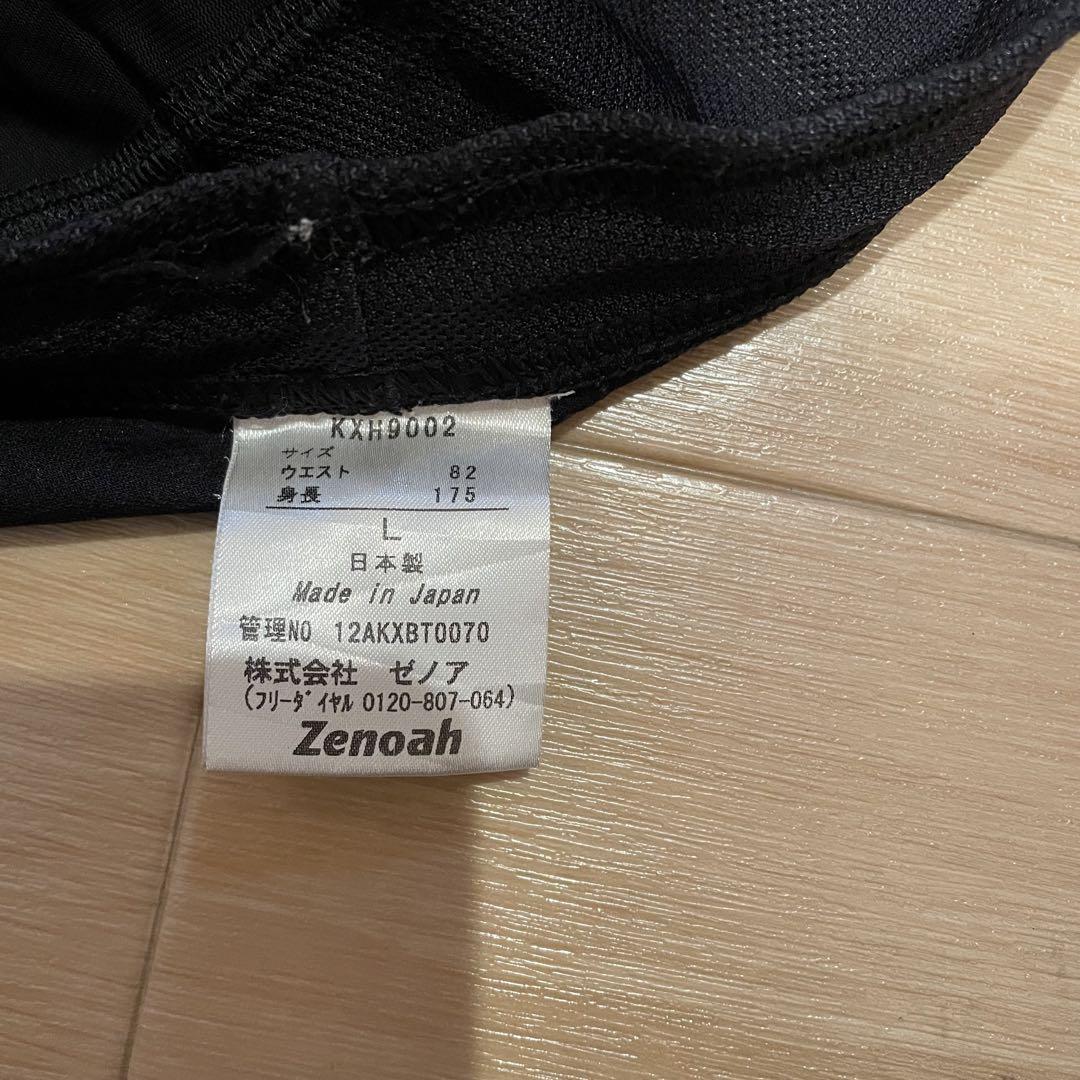 KXH9002
サイズ
ウエスト 82
身長 175
L
日本製
Made in Japan
管理NO 12AKXBT0070
株式会社 ゼノア
(フリーダイヤル 0120-807-064)
Zenoah